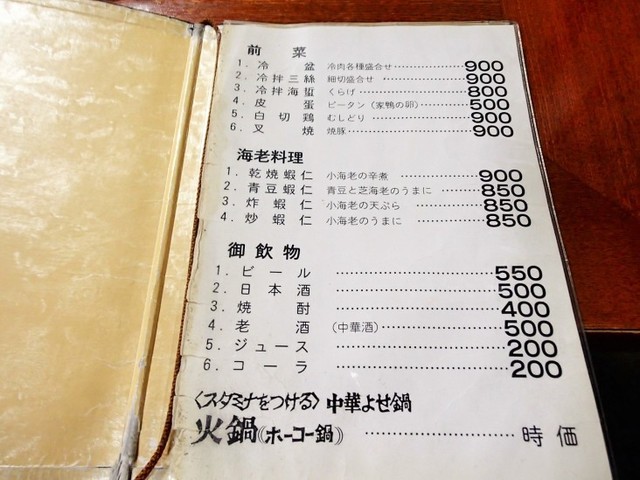 前菜
1. 冷盆 冷肉各種盛合せ……900
2. 冷拌三絲 細切盛合せ……900
3. 冷拌海蜇 くらげ……800
4. 皮蛋 ピータン（家鴨の卵）……500
5. 白切鶏 むしどり……900
6. 叉焼 焼豚……900
海老料理
1. 乾焼蝦仁 小海老の辛煮……900
2. 青豆蝦仁 青豆と芝海老のうまに……850
3. 炸蝦仁 小海老の天ぷら……850
4. 炒蝦仁 小海老のうまに……850
御飲物
1. ビール……550
2. 日本酒……500
3. 焼酎……400
4. 老酒（中華酒）……500
5. ジュース……200
6. コーラ……200
〈スタミナをつける〉中華よせ鍋
火鍋《ホーコー鍋》……時価